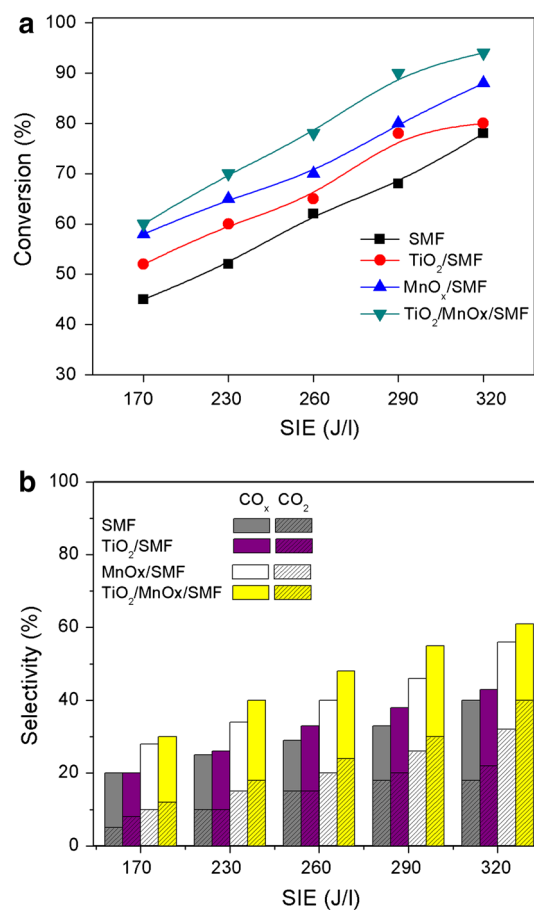 a
100
90
80
70
60
50
40
30
Conversion (%)
SMF
TiO2/SMF
MnOx/SMF
TiO2/MnOx/SMF
170 230 260 290 320
SIE (J/l)
b
100
80
60
40
20
0
Selectivity (%)
COx CO2
SMF
TiO2/SMF
MnOx/SMF
TiO2/MnOx/SMF
170 230 260 290 320
SIE (J/l)